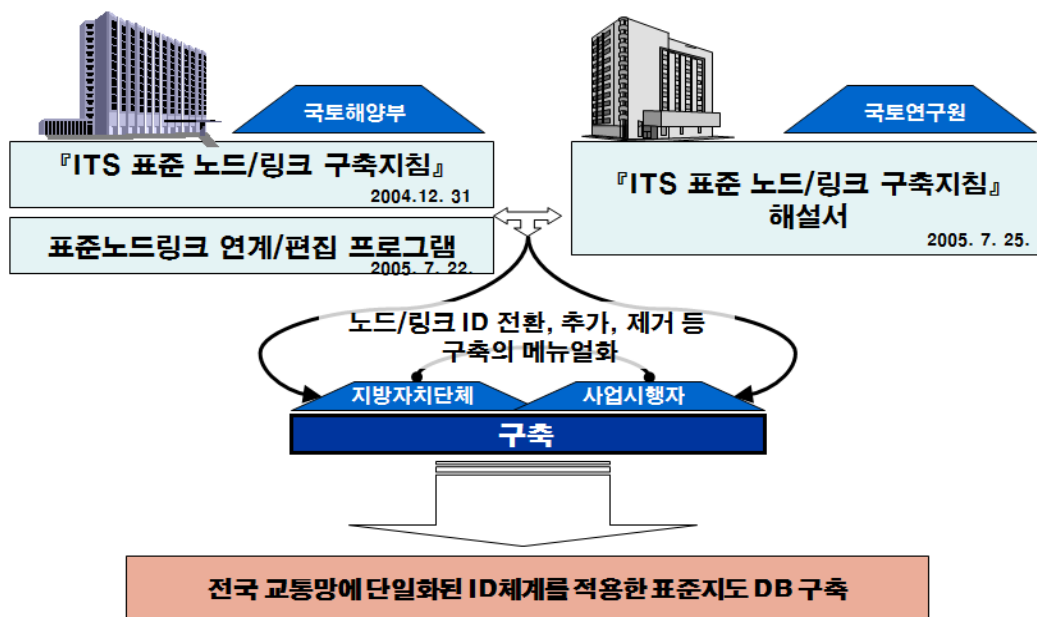 국토해양부
『ITS 표준 노드/링크 구축지침』
2004.12. 31
표준노드링크 연계/편집 프로그램
2005. 7. 22.
국토연구원
『ITS 표준 노드/링크 구축지침』
해설서
2005. 7. 25.
노드/링크 ID 전환, 추가, 제거 등
구축의 메뉴얼화
지방자치단체
사업시행자
구축
전국 교통망에 단일화된 ID체계를 적용한 표준지도 DB 구축